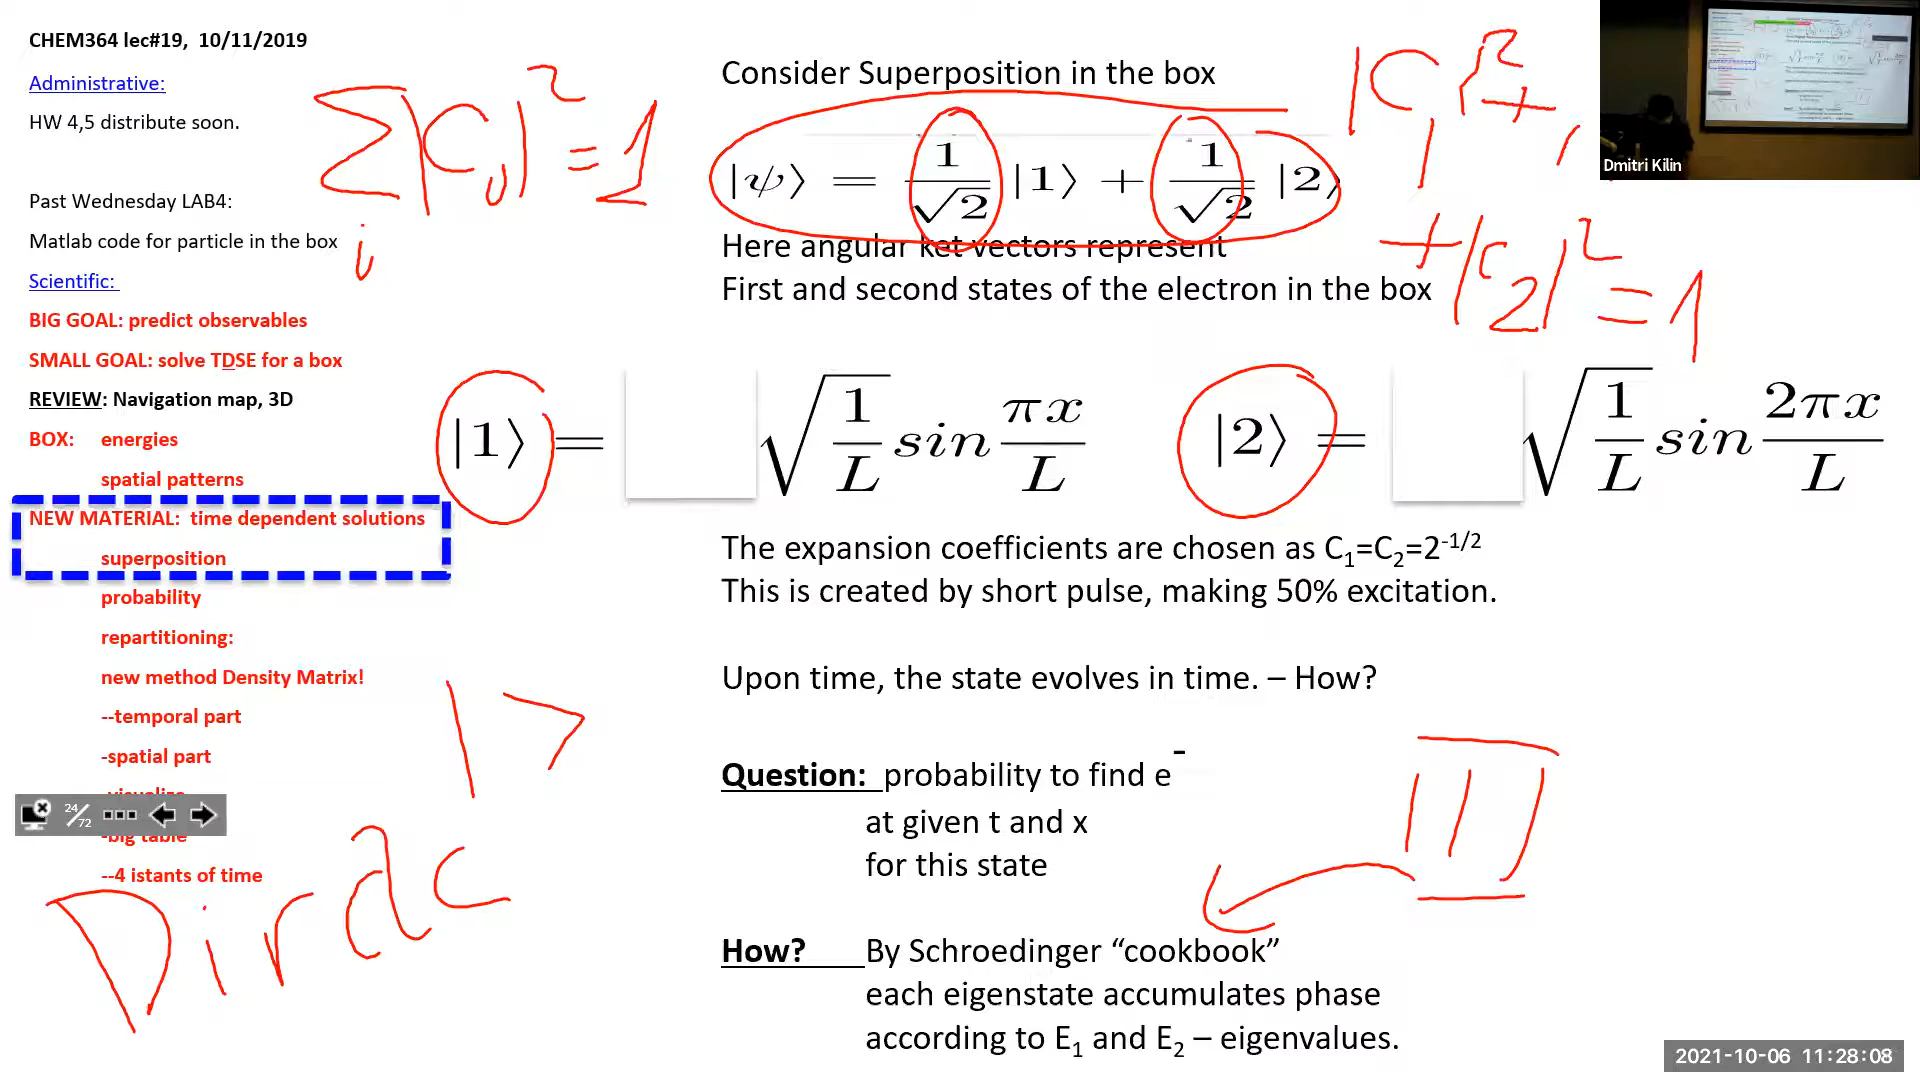 CHEM364 lec#19, 10/11/2019
Administrative:
HW 4,5 distribute soon.
Past Wednesday LAB4:
Matlab code for particle in the box
Scientific:
BIG GOAL: predict observables
SMALL GOAL: solve TDSE for a box
REVIEW: Navigation map, 3D
BOX: energies
spatial patterns
NEW MATERIAL: time dependent solutions
superposition
probability
repartitioning:
new method Density Matrix!
--temporal part
-spatial part
24/72
-big table
--4 istants of time
Dirac
| >
∑|C_i|² = 1
i
Consider Superposition in the box
|ψ⟩ = 1/√2 |1⟩ + 1/√2 |2⟩
Here angular ket vectors represent
First and second states of the electron in the box
|C₁|² +
+ |C₂|² = 1
|1⟩ = √(1/L) sin πx/L
|2⟩ = √(1/L) sin 2πx/L
The expansion coefficients are chosen as C₁=C₂=2⁻¹/²
This is created by short pulse, making 50% excitation.
Upon time, the state evolves in time. – How?
Question: probability to find e⁻
at given t and x
for this state
How? By Schroedinger “cookbook”
each eigenstate accumulates phase
according to E₁ and E₂ – eigenvalues.
Dmitri Kilin
2021-10-06 11:28:08